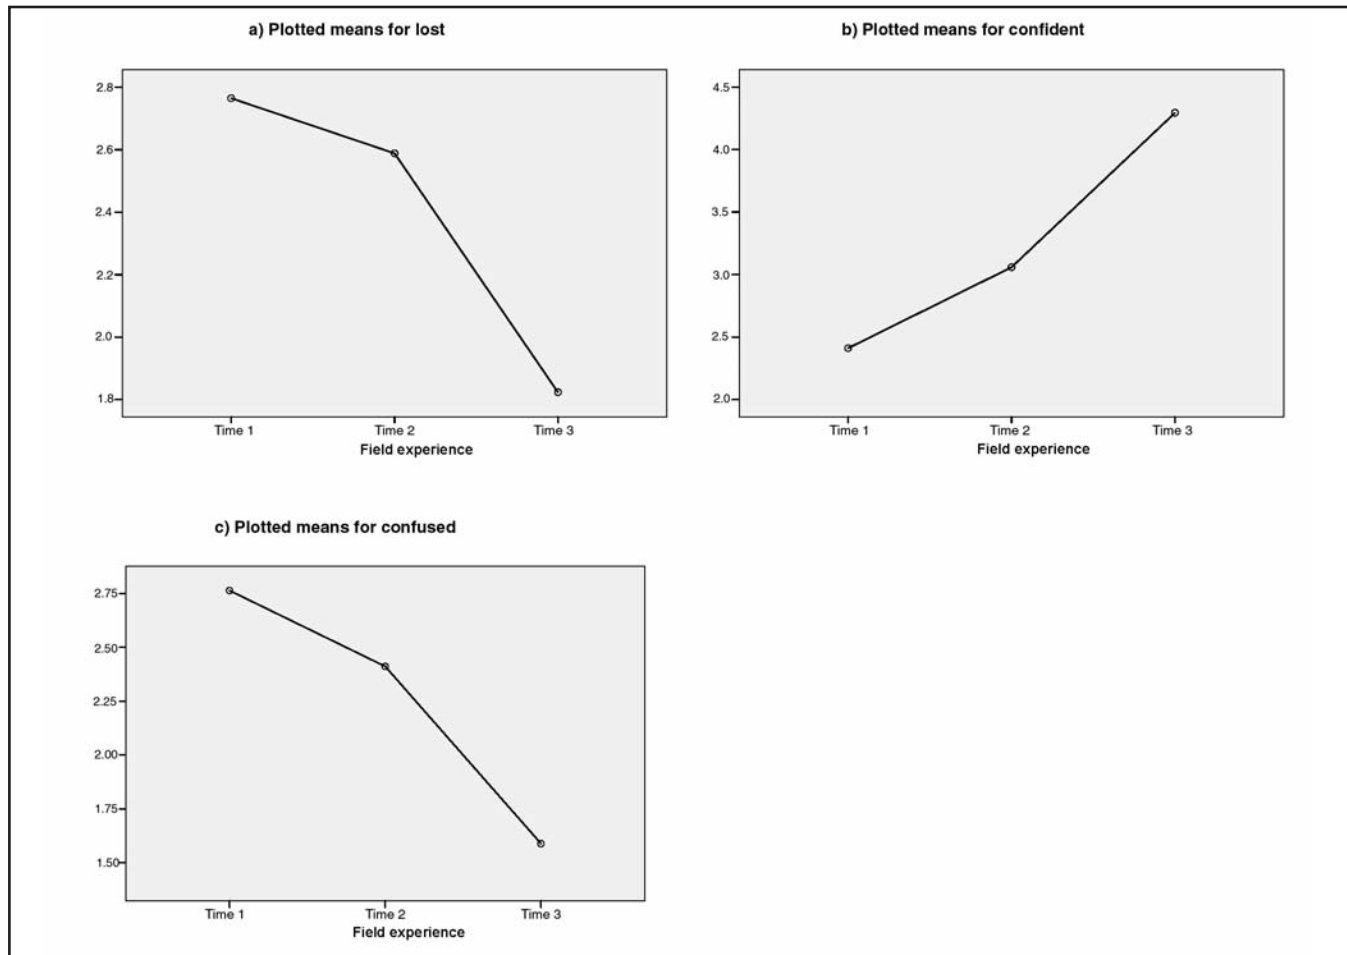 a) Plotted means for lost
2.8
2.6
2.4
2.2
2.0
1.8
Time 1 Time 2 Time 3
Field experience
b) Plotted means for confident
4.5
4.0
3.5
3.0
2.5
2.0
Time 1 Time 2 Time 3
Field experience
c) Plotted means for confused
2.75
2.50
2.25
2.00
1.75
1.50
Time 1 Time 2 Time 3
Field experience